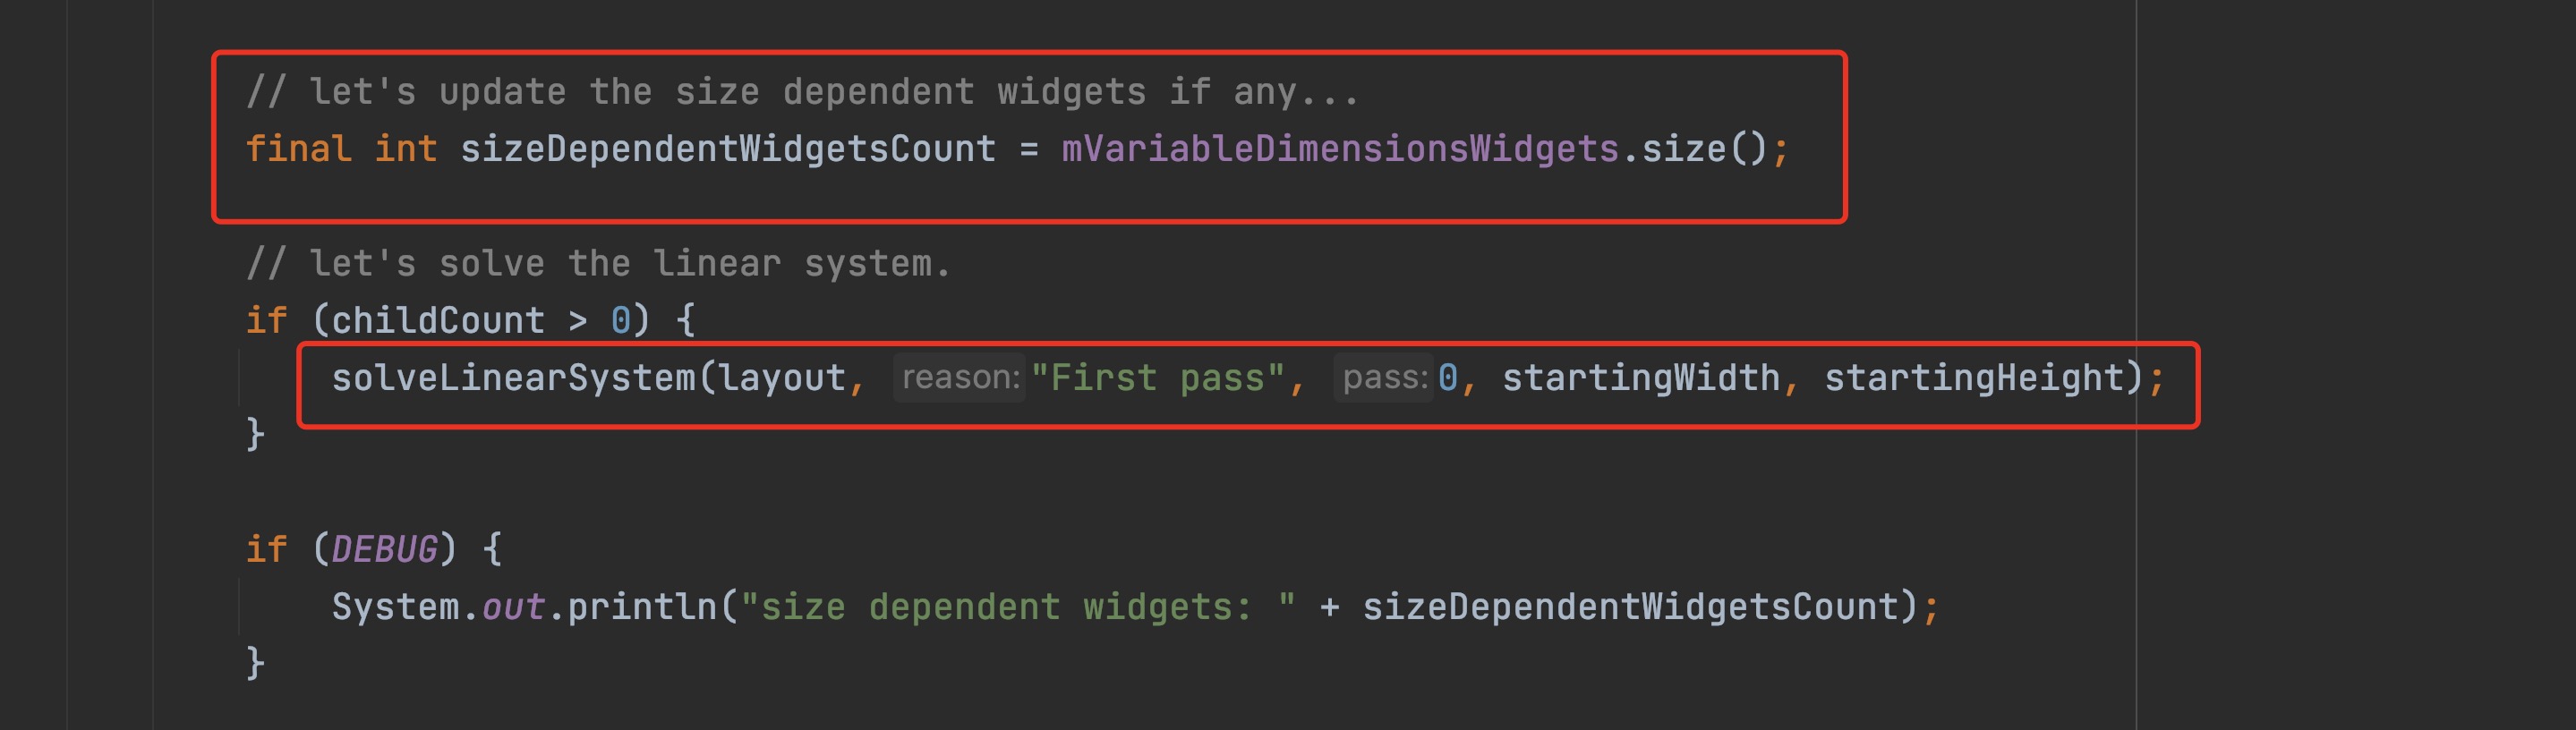 // let's update the size dependent widgets if any...
final int sizeDependentWidgetsCount = mVariableDimensionsWidgets.size();
// let's solve the linear system.
if (childCount > 0) {
solveLinearSystem(layout, reason: "First pass", pass: 0, startingWidth, startingHeight);
}
if (DEBUG) {
System.out.println("size dependent widgets: " + sizeDependentWidgetsCount);
}